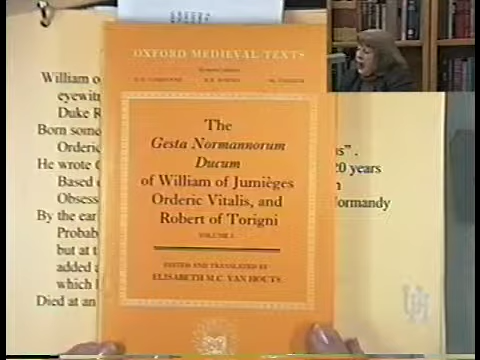 OXFORD MEDIEVAL TEXTS
The
Gesta Normannorum
Ducum
of William of Jumièges
Orderic Vitalis, and
Robert of Torigni
VOLUME I
EDITED AND TRANSLATED BY
ELISABETH M. C. VAN HOUTS
William o
eyewit
Duke R
Born some
Orderic
He wrote G
Based
Obsess
By the ear
Probab
but at t
added a
which l
Died at an
us".
20 years
n
Normandy
UH